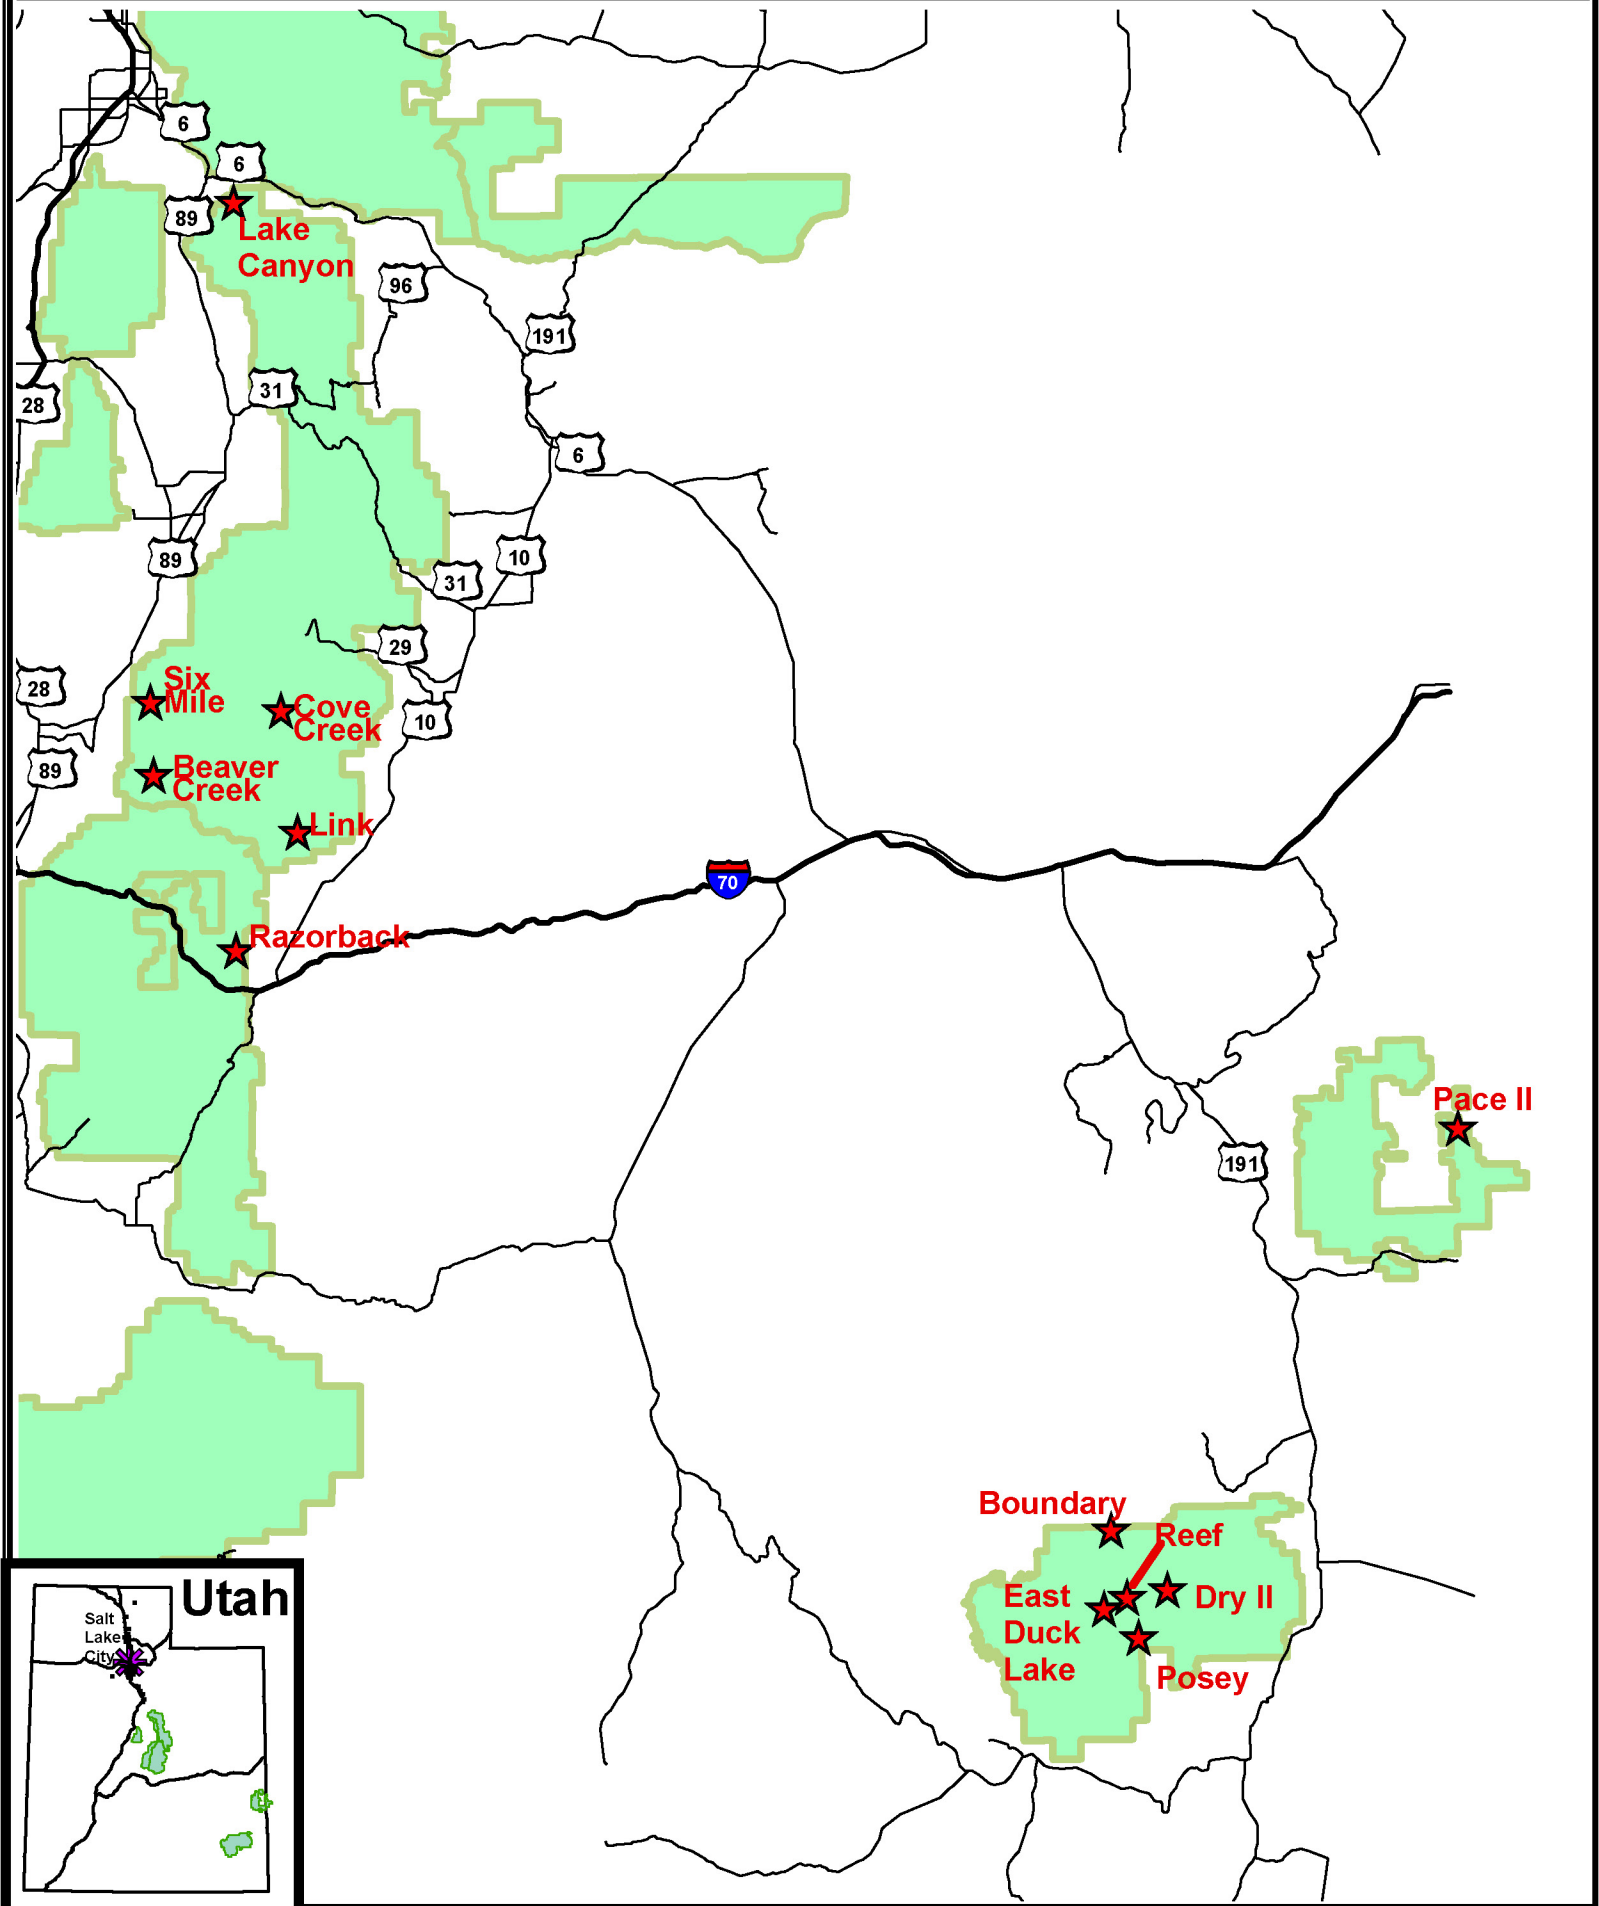 6
6
89
Lake
Canyon
96
191
31
28
6
89
10
31
29
28
Six
Mile
Cove
Creek
10
89
Beaver
Creek
Link
70
Razorback
Pace II
191
Boundary
Reef
East
Duck
Lake
Dry II
Posey
Utah
Salt
Lake
City